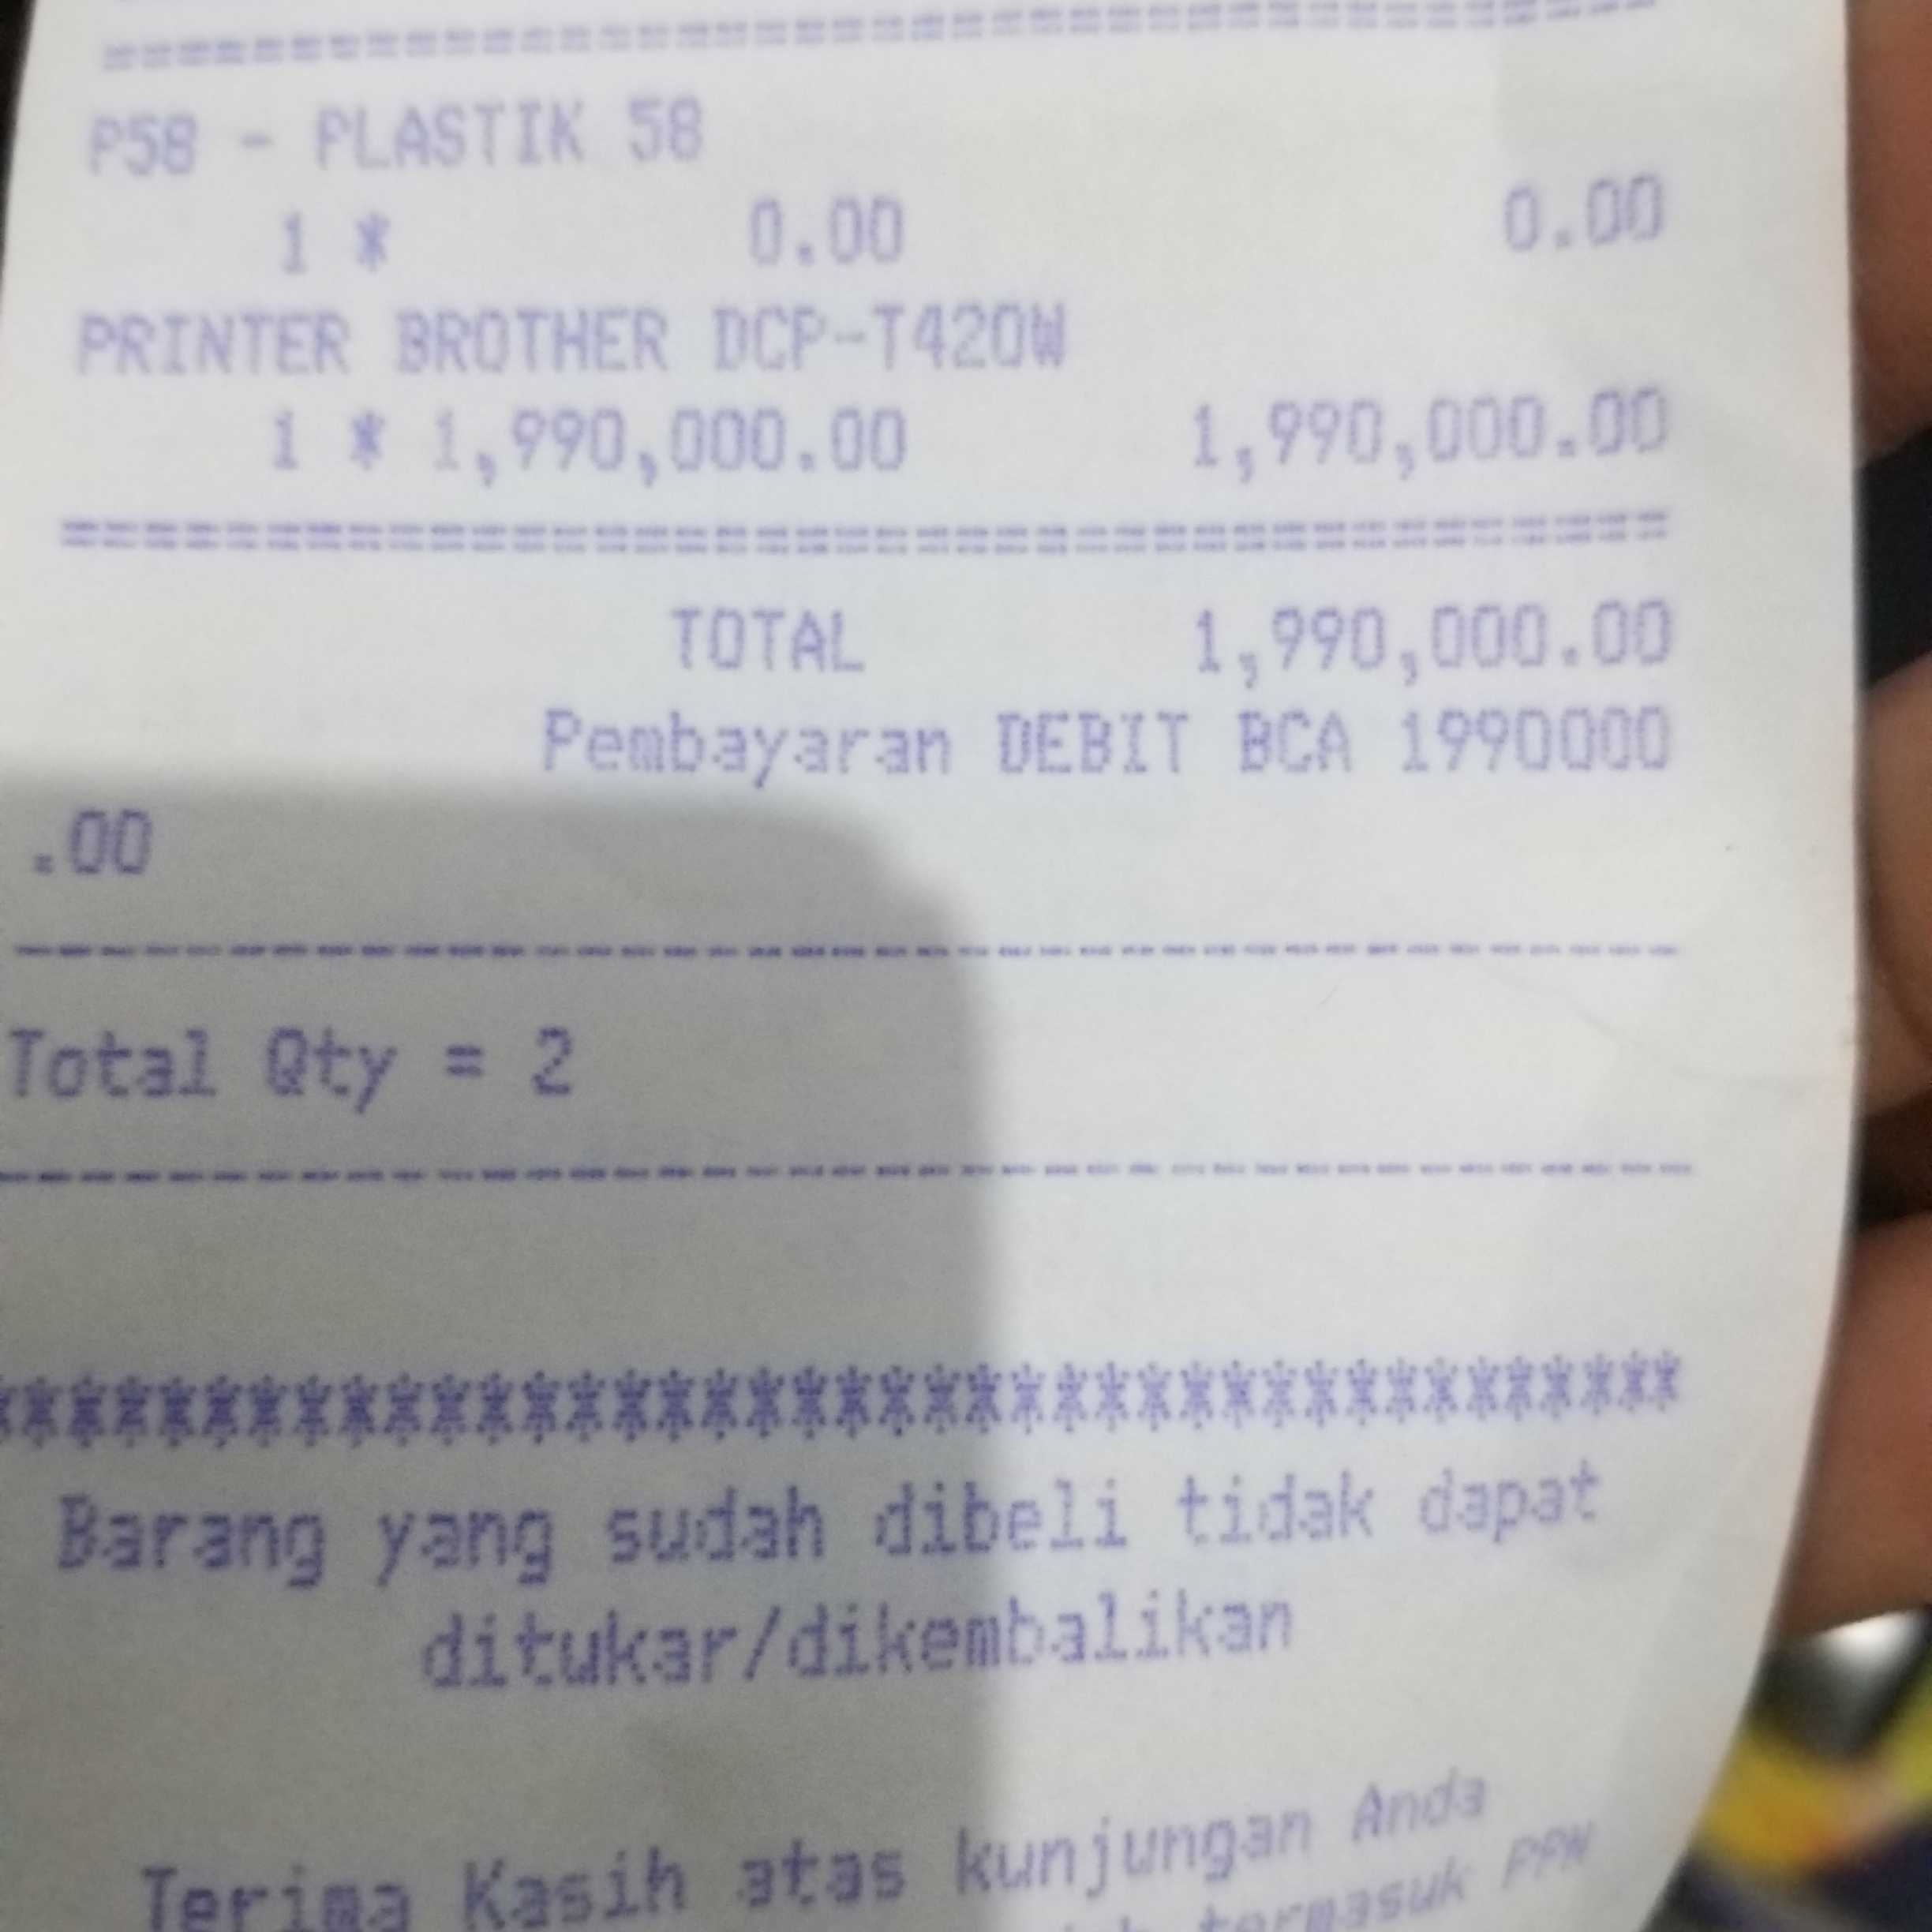 ========================================
P58 - PLASTIK 58
1 * 0.00 0.00
PRINTER BROTHER DCP-T420W
1 * 1,990,000.00 1,990,000.00
========================================
TOTAL 1,990,000.00
Pembayaran DEBIT BCA 1990000
.00
----------------------------------------
Total Qty = 2
----------------------------------------
****************************************
Barang yang sudah dibeli tidak dapat
ditukar/dikembalikan
Terima Kasih atas kunjungan Anda
termasuk PPN